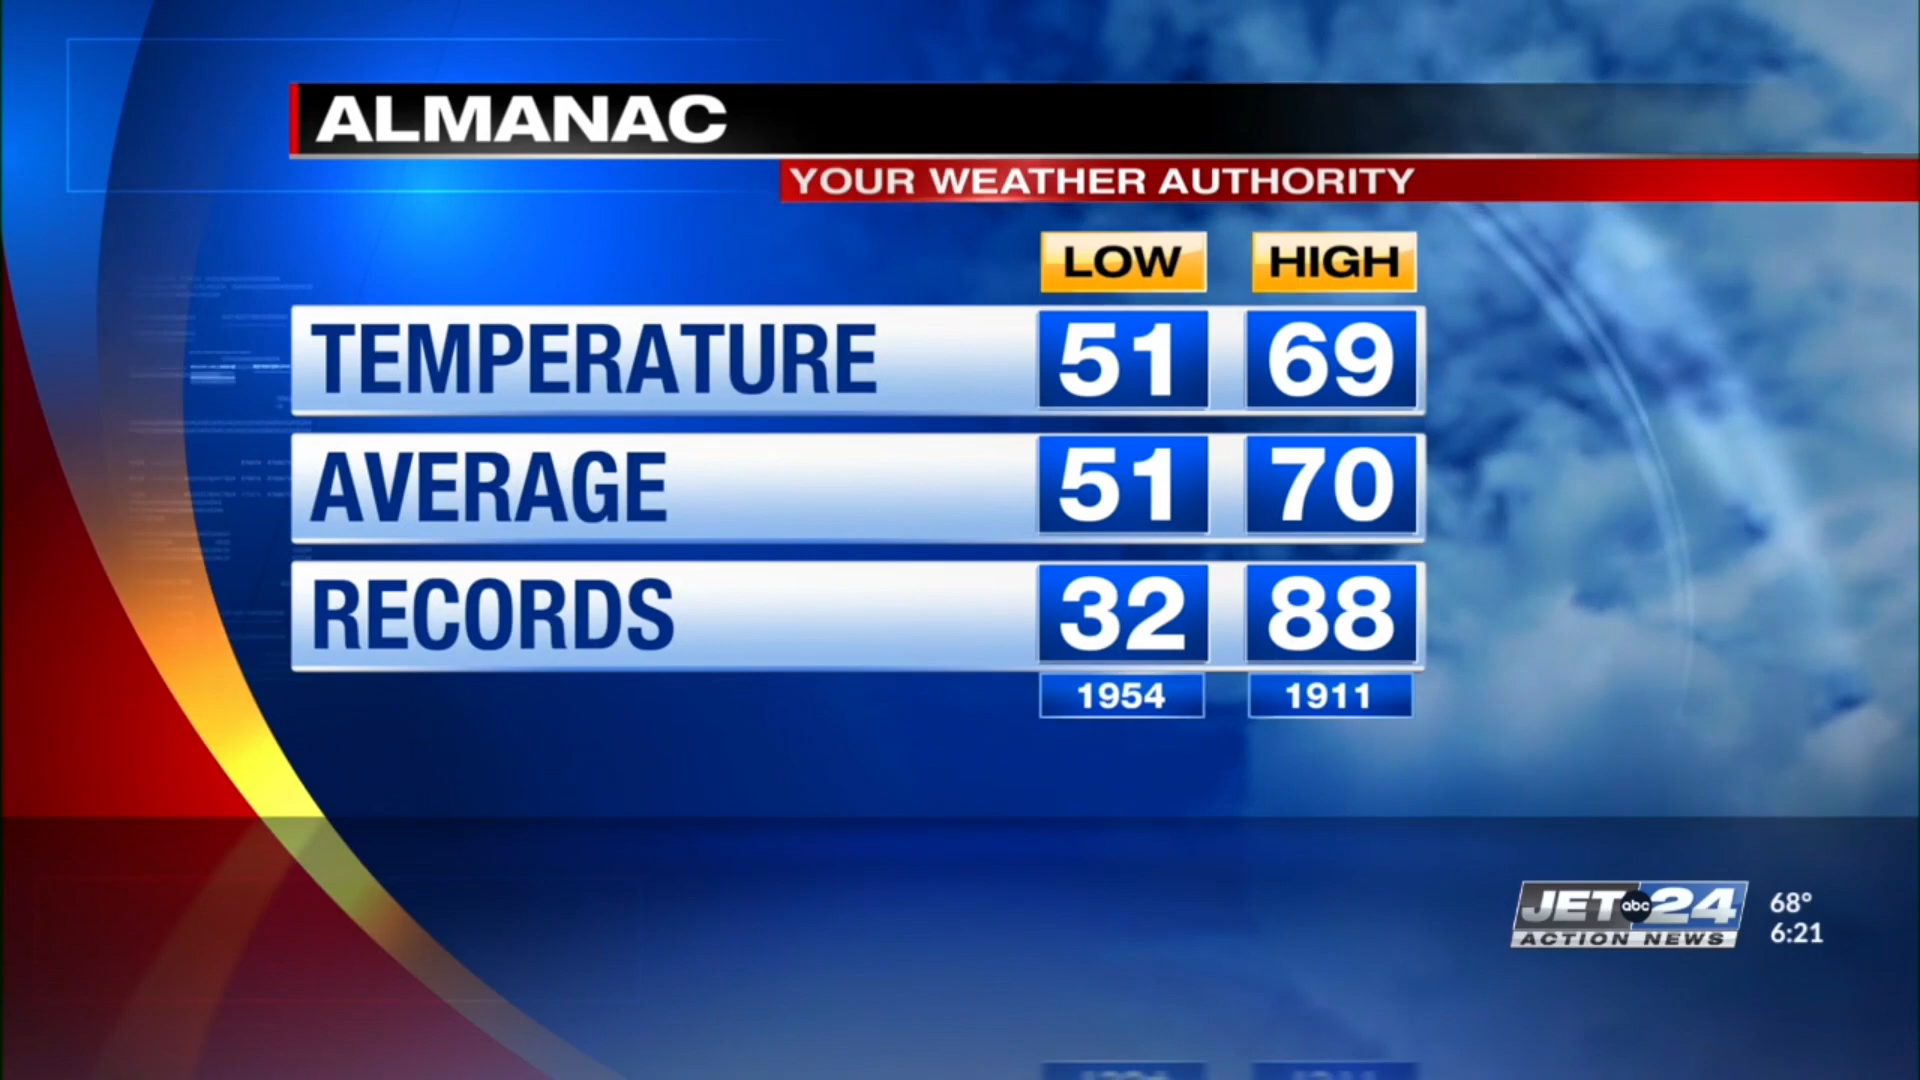 ALMANAC
YOUR WEATHER AUTHORITY
LOW HIGH
TEMPERATURE 51 69
AVERAGE 51 70
RECORDS 32 88
1954 1911
JET abc 24 68°
ACTION NEWS 6:21